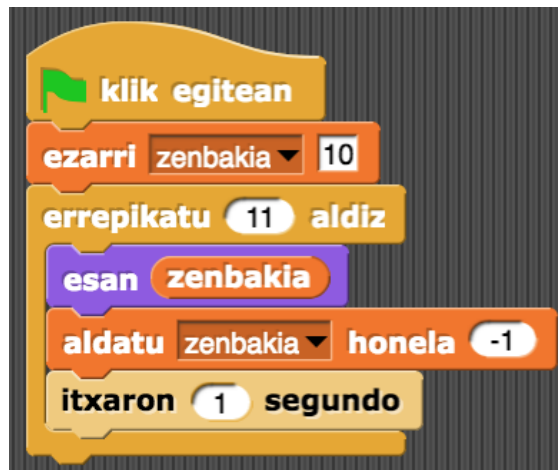 klik egitean
ezarri zenbakia 10
errepikatu 11 aldiz
esan zenbakia
aldatu zenbakia honela -1
itxaron 1 segundo